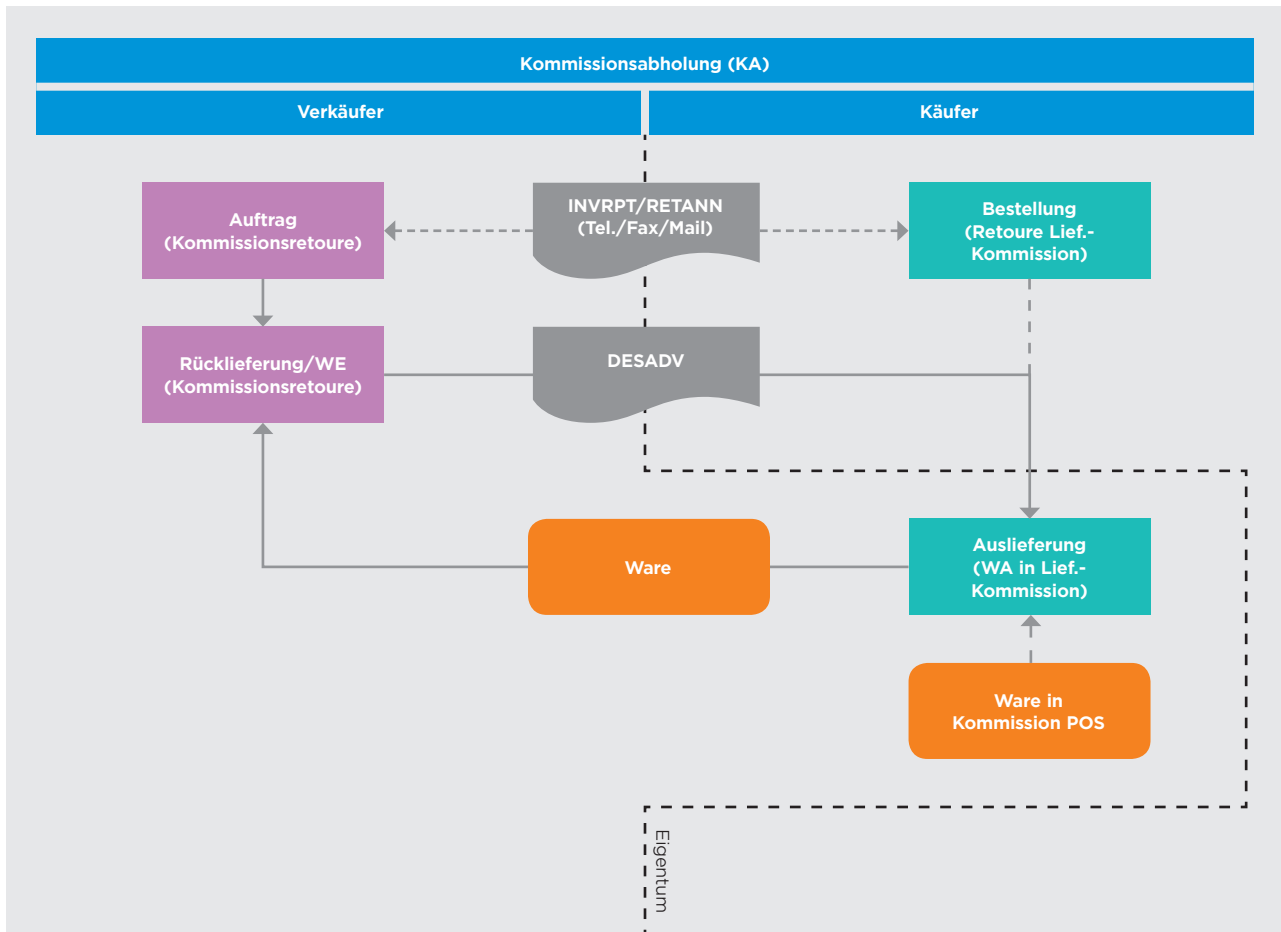 Kommissionsabholung (KA)
Verkäufer
Käufer
Auftrag
(Kommissionsretoure)
INVRPT/RETANN
(Tel./Fax/Mail)
Bestellung
(Retoure Lief.-
Kommission)
Rücklieferung/WE
(Kommissionsretoure)
DESADV
Ware
Auslieferung
(WA in Lief.-
Kommission)
Ware in
Kommission POS
Eigentum